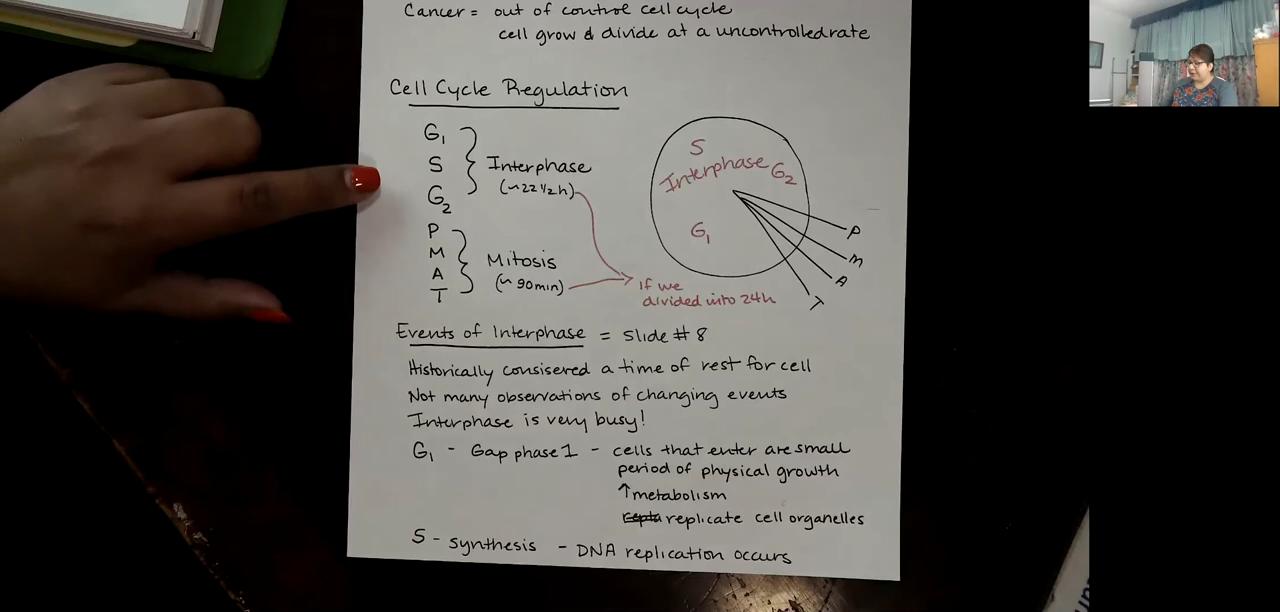 Cancer = out of control cell cycle
cell grow & divide at a uncontrolled rate
Cell Cycle Regulation
G1
S
G2
Interphase
(~22 1/2 h)
P
M
A
T
Mitosis
(~90min)
S
Interphase
G2
G1
P
M
A
T
If we
divided into 24h
Events of Interphase = Slide # 8
Historically consisered a time of rest for cell
Not many observations of changing events
Interphase is very busy!
G1 - Gap phase 1 - cells that enter are small
period of physical growth
↑metabolism
replicate cell organelles
S - synthesis - DNA replication occurs